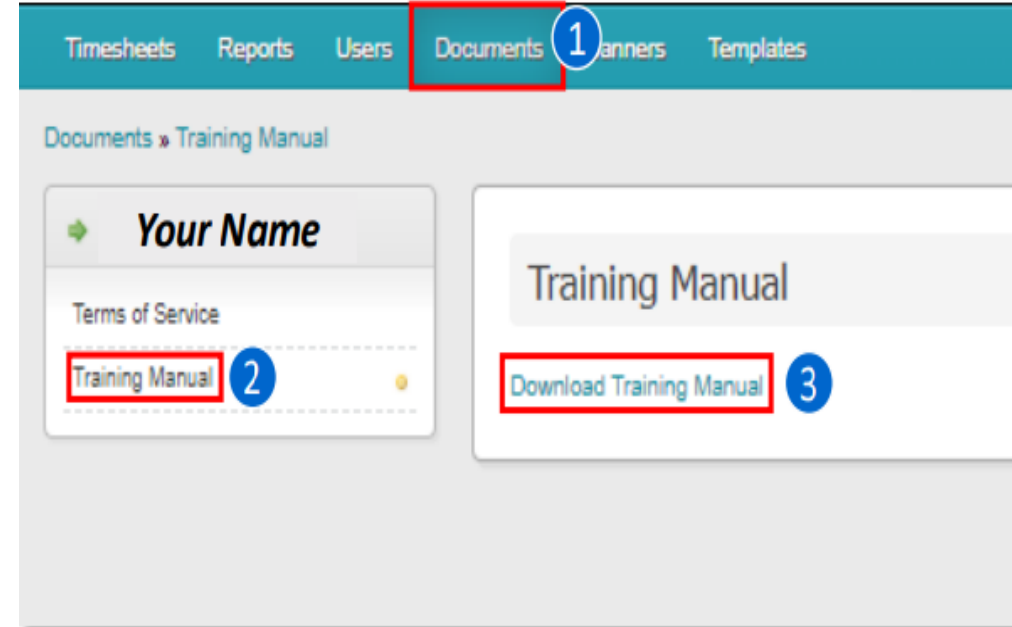 Timesheets Reports Users Documents 1 anners Templates
Documents » Training Manual
Your Name
Terms of Service
Training Manual 2
Training Manual
Download Training Manual 3